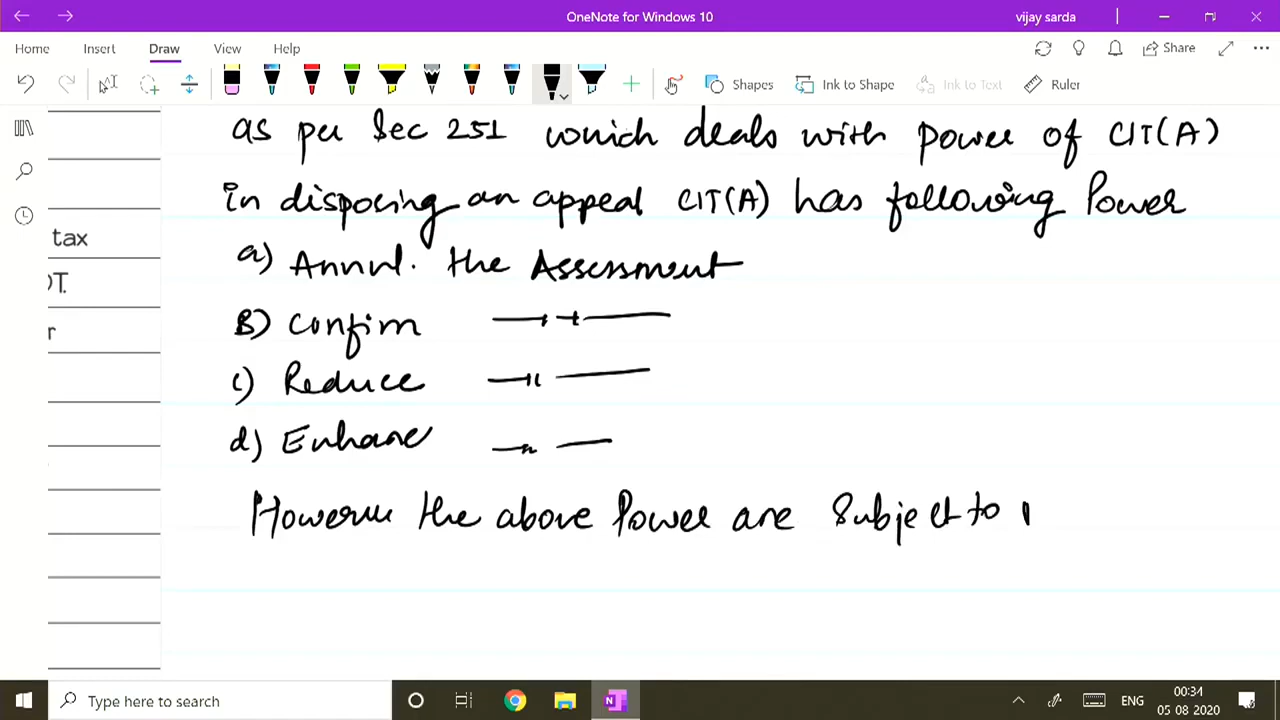 OneNote for Windows 10
vijay sarda
Home Insert Draw View Help
Share
Shapes
Ink to Shape
Ink to Text
Ruler
tax
DT.
r
as per Sec 251 which deals with power of CIT(A)
in disposing an appeal CIT(A) has following Power
a) Annul. the Assessment
B) Confirm
c) Reduce
d) Enhance
However the above Power are Subject to
Type here to search
ENG
00:34
05-08-2020